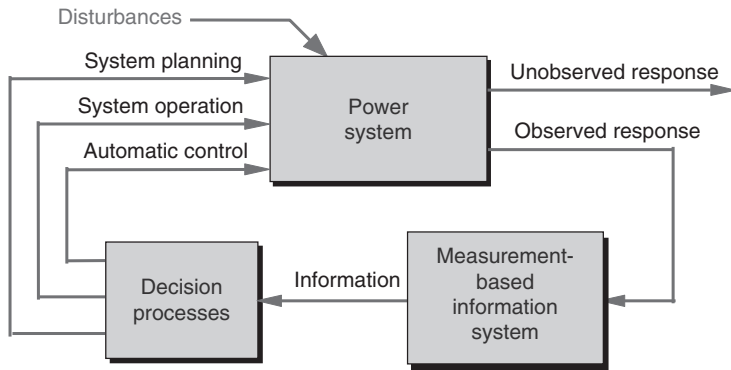 Disturbances
System planning
Unobserved response
System operation
Power
system
Observed response
Automatic control
Measurement-
based
information
system
Information
Decision
processes